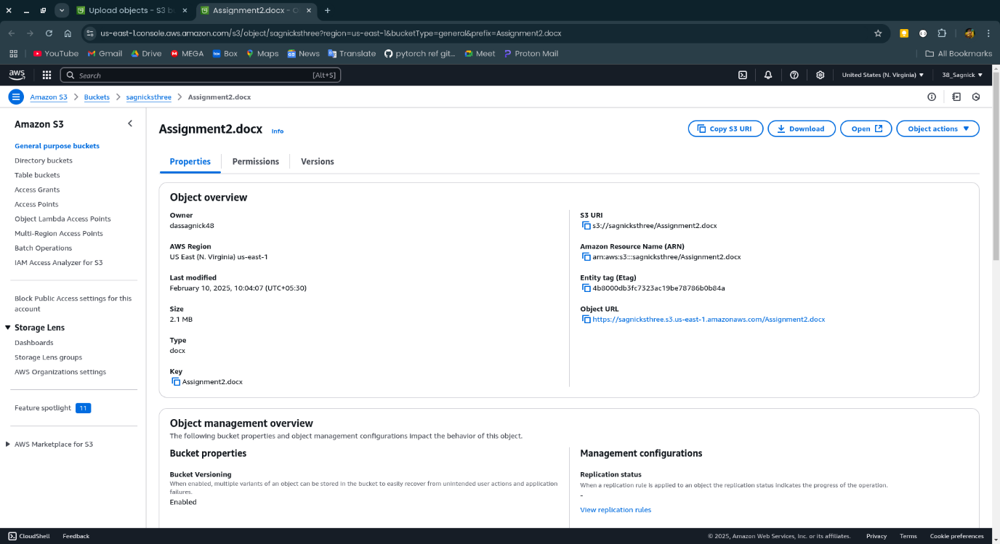 Upload objects - S3 b
Assignment2.docx - O
us-east-1.console.aws.amazon.com/s3/object/sagnicksthree?region=us-east-1&bucketType=general&prefix=Assignment2.docx
YouTube Gmail Drive MEGA Box Maps News Translate pytorch ref git... Meet Proton Mail All Bookmarks
aws Search [Alt+S] United States (N. Virginia) 38_Sagnick
Amazon S3 Buckets sagnicksthree Assignment2.docx
Amazon S3
General purpose buckets
Directory buckets
Table buckets
Access Grants
Access Points
Object Lambda Access Points
Multi-Region Access Points
Batch Operations
IAM Access Analyzer for S3
Block Public Access settings for this
account
Storage Lens
Dashboards
Storage Lens groups
AWS Organizations settings
Feature spotlight 11
AWS Marketplace for S3
Assignment2.docx Info
Copy S3 URI Download Open Object actions
Properties Permissions Versions
Object overview
Owner
dassagnick48
AWS Region
US East (N. Virginia) us-east-1
Last modified
February 10, 2025, 10:04:07 (UTC+05:30)
Size
2.1 MB
Type
docx
Key
Assignment2.docx
S3 URI
s3://sagnicksthree/Assignment2.docx
Amazon Resource Name (ARN)
arn:aws:s3:::sagnicksthree/Assignment2.docx
Entity tag (Etag)
4b8000db3fc7323ac19be78786b0b84a
Object URL
https://sagnicksthree.s3.us-east-1.amazonaws.com/Assignment2.docx
Object management overview
The following bucket properties and object management configurations impact the behavior of this object.
Bucket properties
Bucket Versioning
When enabled, multiple variants of an object can be stored in the bucket to easily recover from unintended user actions and application
failures.
Enabled
Management configurations
Replication status
When a replication rule is applied to an object the replication status indicates the progress of the operation.
-
View replication rules
CloudShell Feedback © 2025, Amazon Web Services, Inc. or its affiliates. Privacy Terms Cookie preferences